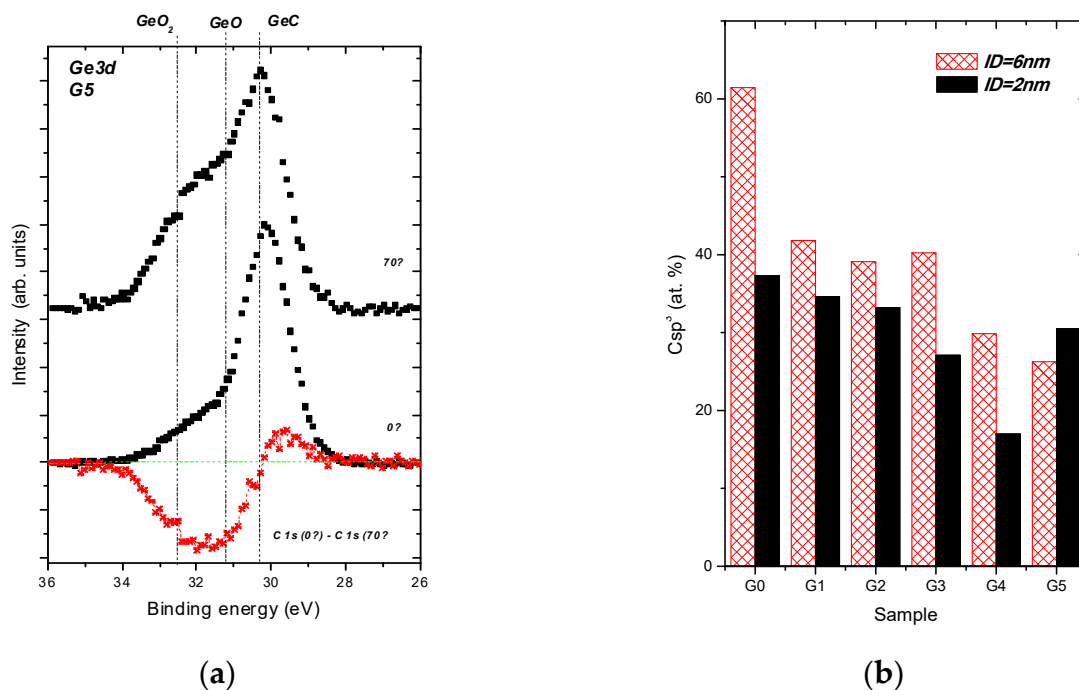 GeO₂ GeO GeC
Ge3d
G5
70?
0?
C 1s (0?) - C 1s (70?
Intensity (arb. units)
36 34 32 30 28 26
Binding energy (eV)
(a)
ID=6nm
ID=2nm
60
40
20
0
Csp³ (at. %)
G0 G1 G2 G3 G4 G5
Sample
(b)